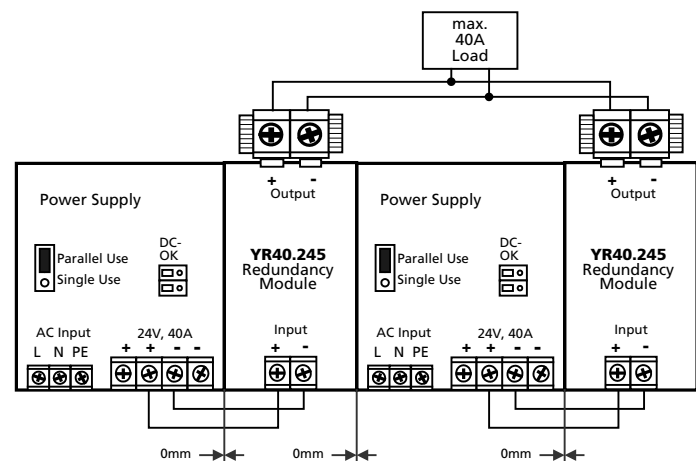 max.
40A
Load
+ -
Output
+ -
Output
Power Supply
Parallel Use
Single Use
DC-
OK
AC Input
L N PE
24V, 40A
+ + - -
YR40.245
Redundancy
Module
Input
+ -
Power Supply
Parallel Use
Single Use
DC-
OK
AC Input
L N PE
24V, 40A
+ + - -
YR40.245
Redundancy
Module
Input
+ -
0mm
0mm
0mm